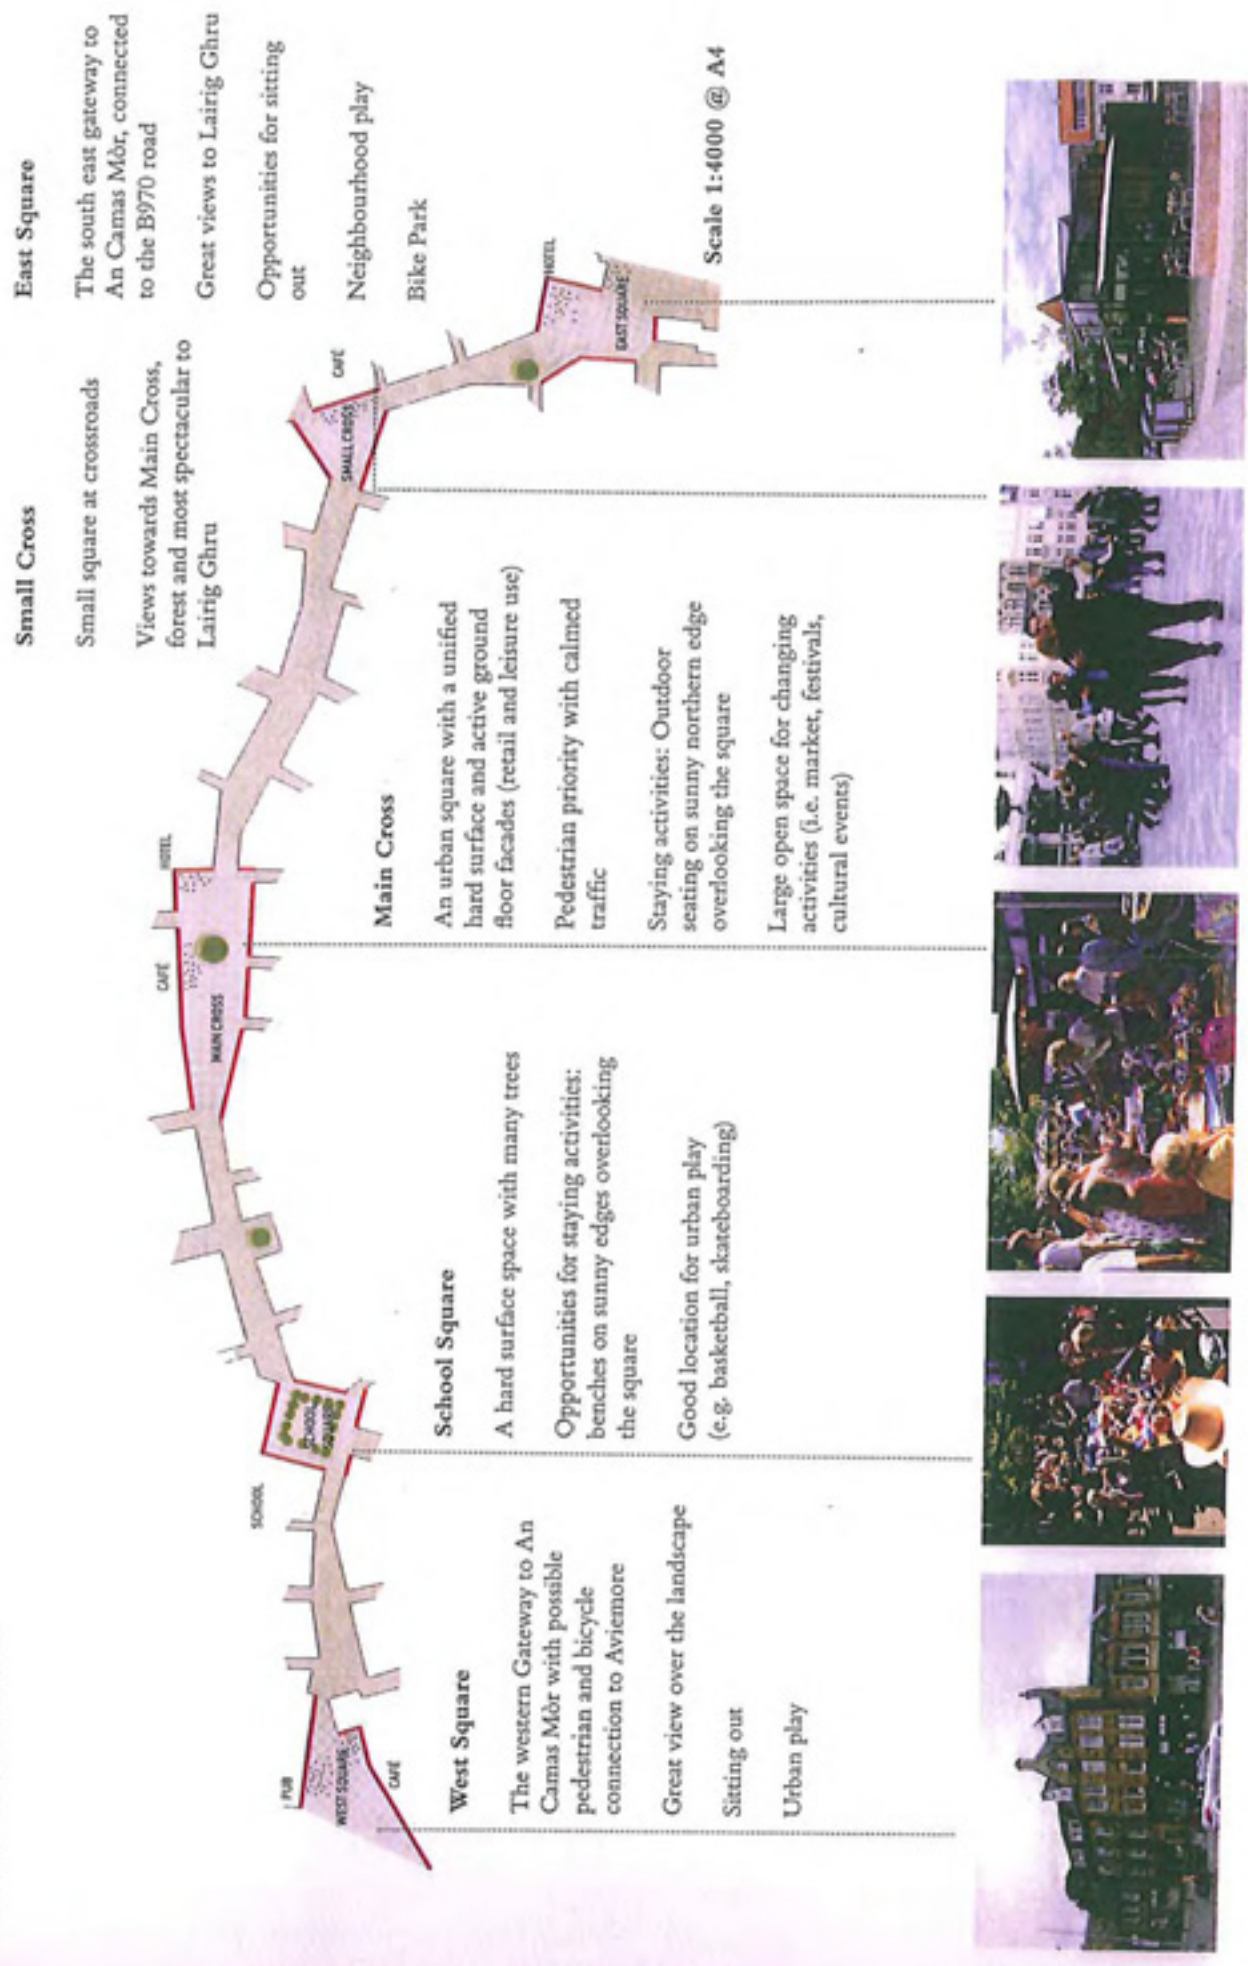 Small Cross
Small square at crossroads
Views towards Main Cross,
forest and most spectacular to
Lairig Ghru
East Square
The south east gateway to
An Camas Mòr, connected
to the B970 road
Great views to Lairig Ghru
Opportunities for sitting
out
Neighbourhood play
Bike Park
PUB
WEST SQUARE
CAFÉ
SCHOOL
SCHOOL
SQUARE
CAFÉ
HOTEL
MAIN CROSS
CAFÉ
SMALL CROSS
HOTEL
EAST SQUARE
Scale 1:4000 @ A4
West Square
The western Gateway to An
Camas Mòr with possible
pedestrian and bicycle
connection to Aviemore
Great view over the landscape
Sitting out
Urban play
School Square
A hard surface space with many trees
Opportunities for staying activities:
benches on sunny edges overlooking
the square
Good location for urban play
(e.g. basketball, skateboarding)
Main Cross
An urban square with a unified
hard surface and active ground
floor facades (retail and leisure use)
Pedestrian priority with calmed
traffic
Staying activities: Outdoor
seating on sunny northern edge
overlooking the square
Large open space for changing
activities (i.e. market, festivals,
cultural events)